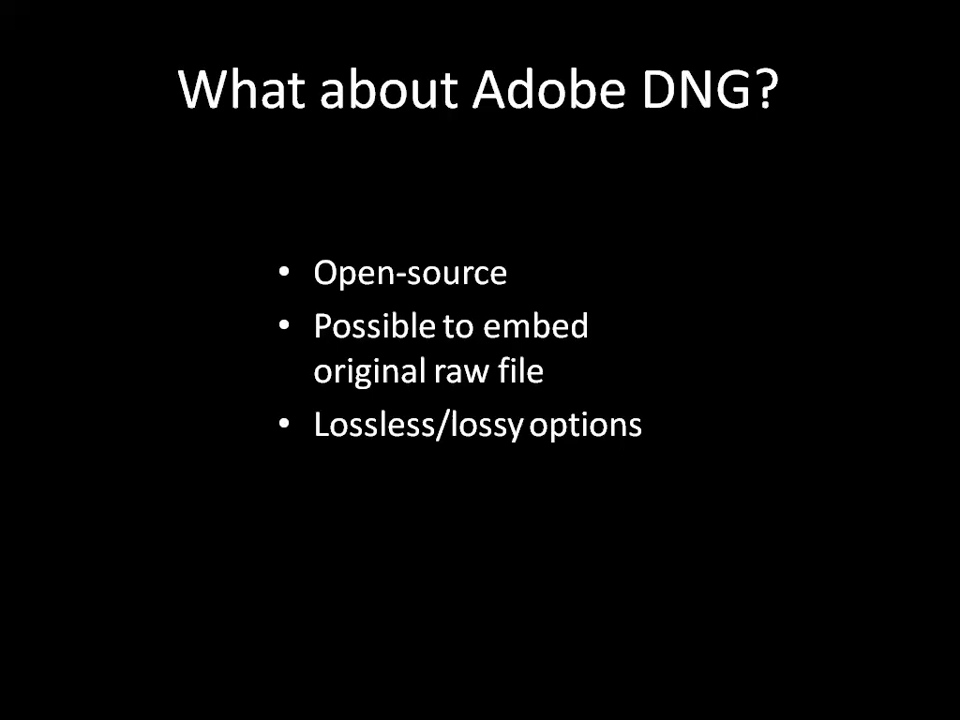 What about Adobe DNG?
• Open-source
• Possible to embed
original raw file
• Lossless/lossy options